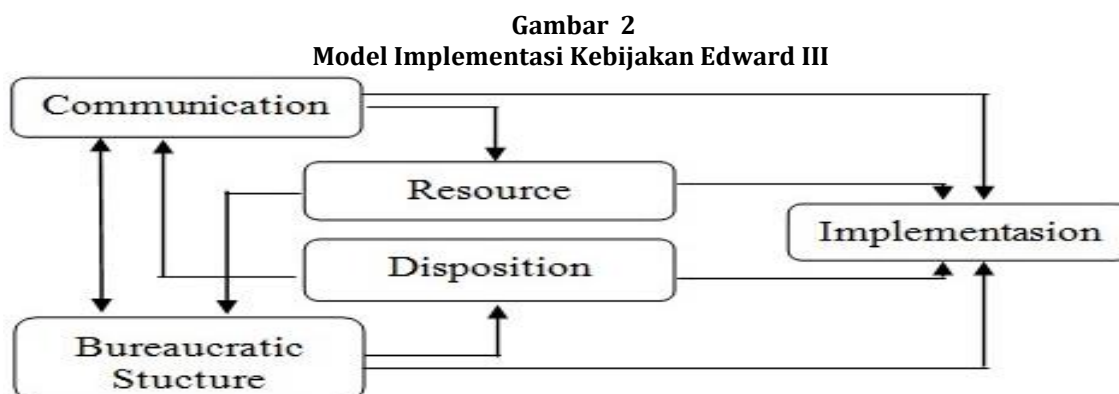 Gambar 2
Model Implementasi Kebijakan Edward III
Communication
Resource
Implementasion
Disposition
Bureaucratic
Stucture